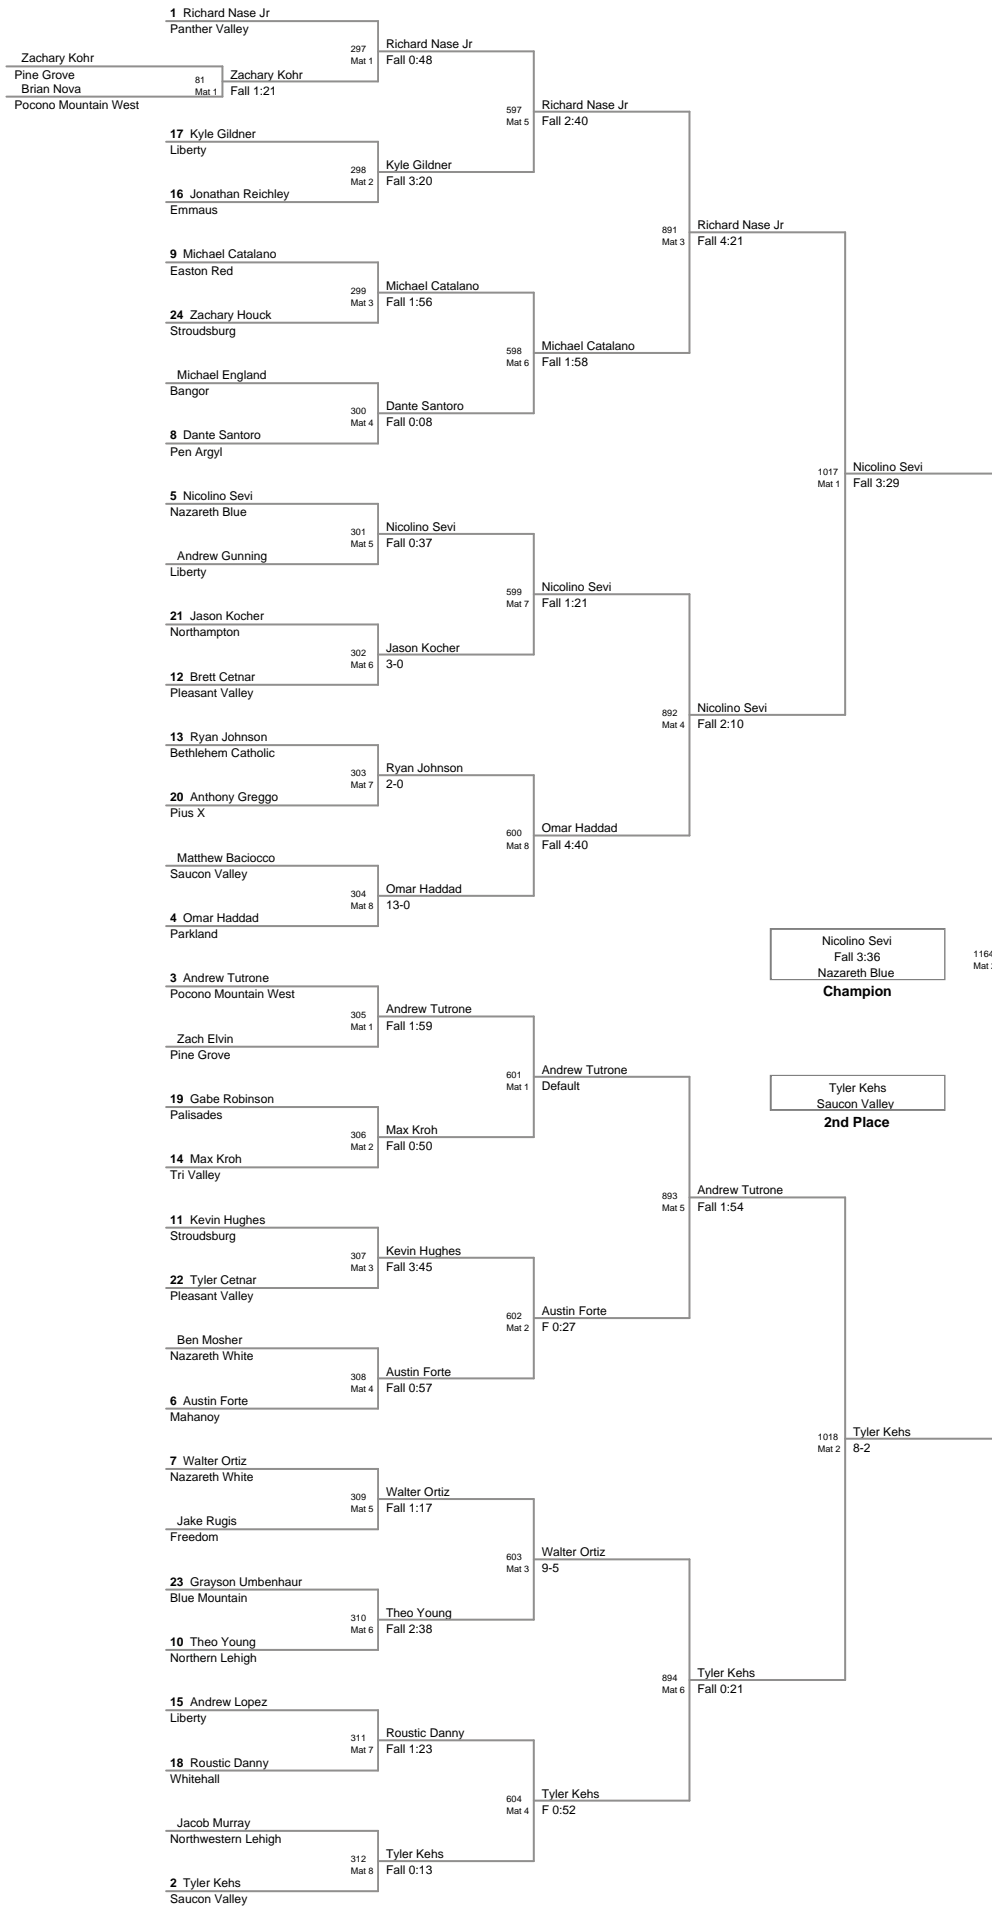 1 Richard Nase Jr
Panther Valley
297
Mat 1
Richard Nase Jr
Fall 0:48
Zachary Kohr
Pine Grove
Brian Nova
Pocono Mountain West
81
Mat 1
Zachary Kohr
Fall 1:21
597
Mat 5
Richard Nase Jr
Fall 2:40
17 Kyle Gildner
Liberty
298
Mat 2
Kyle Gildner
Fall 3:20
16 Jonathan Reichley
Emmaus
891
Mat 3
Richard Nase Jr
Fall 4:21
9 Michael Catalano
Easton Red
299
Mat 3
Michael Catalano
Fall 1:56
24 Zachary Houck
Stroudsburg
598
Mat 6
Michael Catalano
Fall 1:58
Michael England
Bangor
300
Mat 4
Dante Santoro
Fall 0:08
8 Dante Santoro
Pen Argyl
1017
Mat 1
Nicolino Sevi
Fall 3:29
5 Nicolino Sevi
Nazareth Blue
301
Mat 5
Nicolino Sevi
Fall 0:37
Andrew Gunning
Liberty
599
Mat 7
Nicolino Sevi
Fall 1:21
21 Jason Kocher
Northampton
302
Mat 6
Jason Kocher
3-0
12 Brett Cetnar
Pleasant Valley
892
Mat 4
Nicolino Sevi
Fall 2:10
13 Ryan Johnson
Bethlehem Catholic
303
Mat 7
Ryan Johnson
2-0
20 Anthony Greggo
Pius X
600
Mat 8
Omar Haddad
Fall 4:40
Matthew Baciocco
Saucon Valley
304
Mat 8
Omar Haddad
13-0
4 Omar Haddad
Parkland
Nicolino Sevi
Fall 3:36
Nazareth Blue
Champion
1164
Mat
3 Andrew Tutrone
Pocono Mountain West
305
Mat 1
Andrew Tutrone
Fall 1:59
Zach Elvin
Pine Grove
601
Mat 1
Andrew Tutrone
Default
Tyler Kehs
Saucon Valley
2nd Place
19 Gabe Robinson
Palisades
306
Mat 2
Max Kroh
Fall 0:50
14 Max Kroh
Tri Valley
893
Mat 5
Andrew Tutrone
Fall 1:54
11 Kevin Hughes
Stroudsburg
307
Mat 3
Kevin Hughes
Fall 3:45
22 Tyler Cetnar
Pleasant Valley
602
Mat 2
Austin Forte
F 0:27
Ben Mosher
Nazareth White
308
Mat 4
Austin Forte
Fall 0:57
6 Austin Forte
Mahanoy
1018
Mat 2
Tyler Kehs
8-2
7 Walter Ortiz
Nazareth White
309
Mat 5
Walter Ortiz
Fall 1:17
Jake Rugis
Freedom
603
Mat 3
Walter Ortiz
9-5
23 Grayson Umbenhaur
Blue Mountain
310
Mat 6
Theo Young
Fall 2:38
10 Theo Young
Northern Lehigh
894
Mat 6
Tyler Kehs
Fall 0:21
15 Andrew Lopez
Liberty
311
Mat 7
Roustic Danny
Fall 1:23
18 Roustic Danny
Whitehall
604
Mat 4
Tyler Kehs
F 0:52
Jacob Murray
Northwestern Lehigh
312
Mat 8
Tyler Kehs
Fall 0:13
2 Tyler Kehs
Saucon Valley